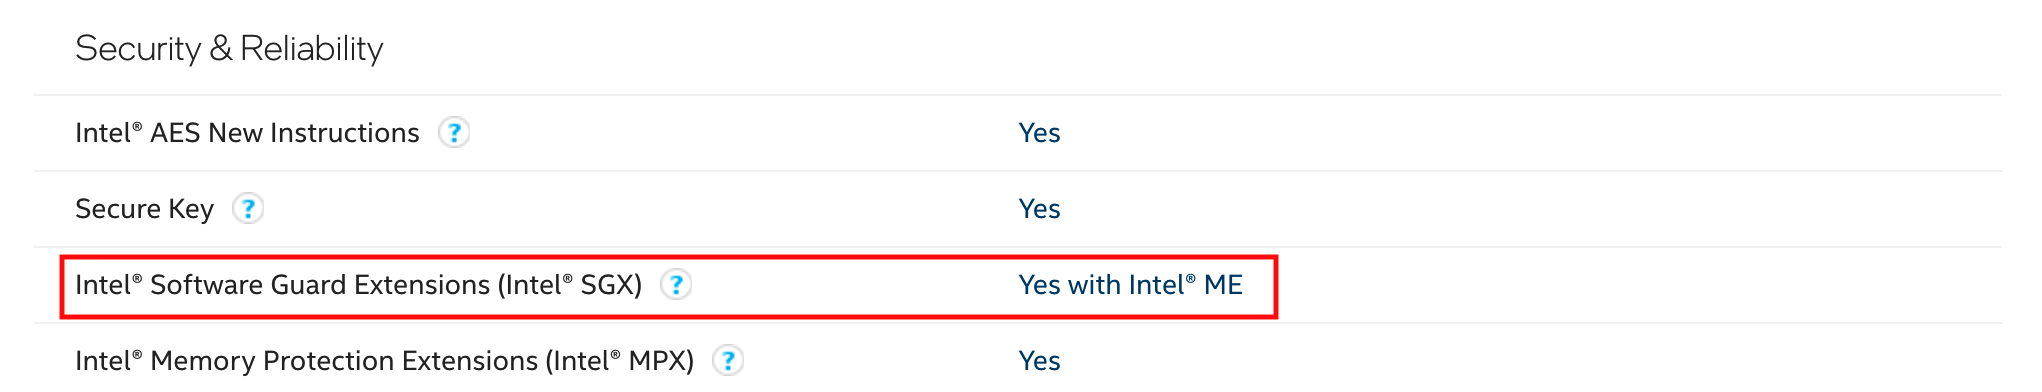 Security & Reliability
Intel® AES New Instructions ? Yes
Secure Key ? Yes
Intel® Software Guard Extensions (Intel® SGX) ? Yes with Intel® ME
Intel® Memory Protection Extensions (Intel® MPX) ? Yes